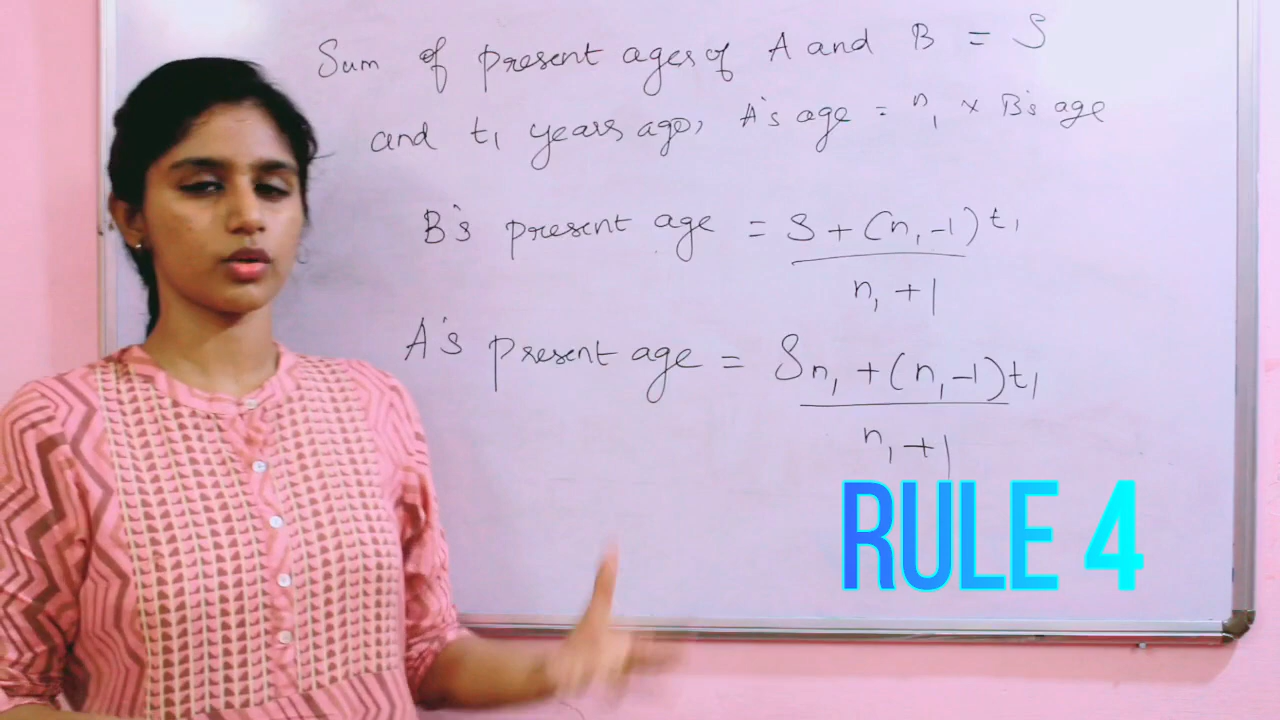 Sum of present ages of A and B = S
and t₁ years ago, A's age = n₁ × B's age
B's present age = S + (n₁-1) t₁
n₁ + 1
A's present age = Sn₁ + (n₁-1)t₁
n₁ + 1
RULE 4